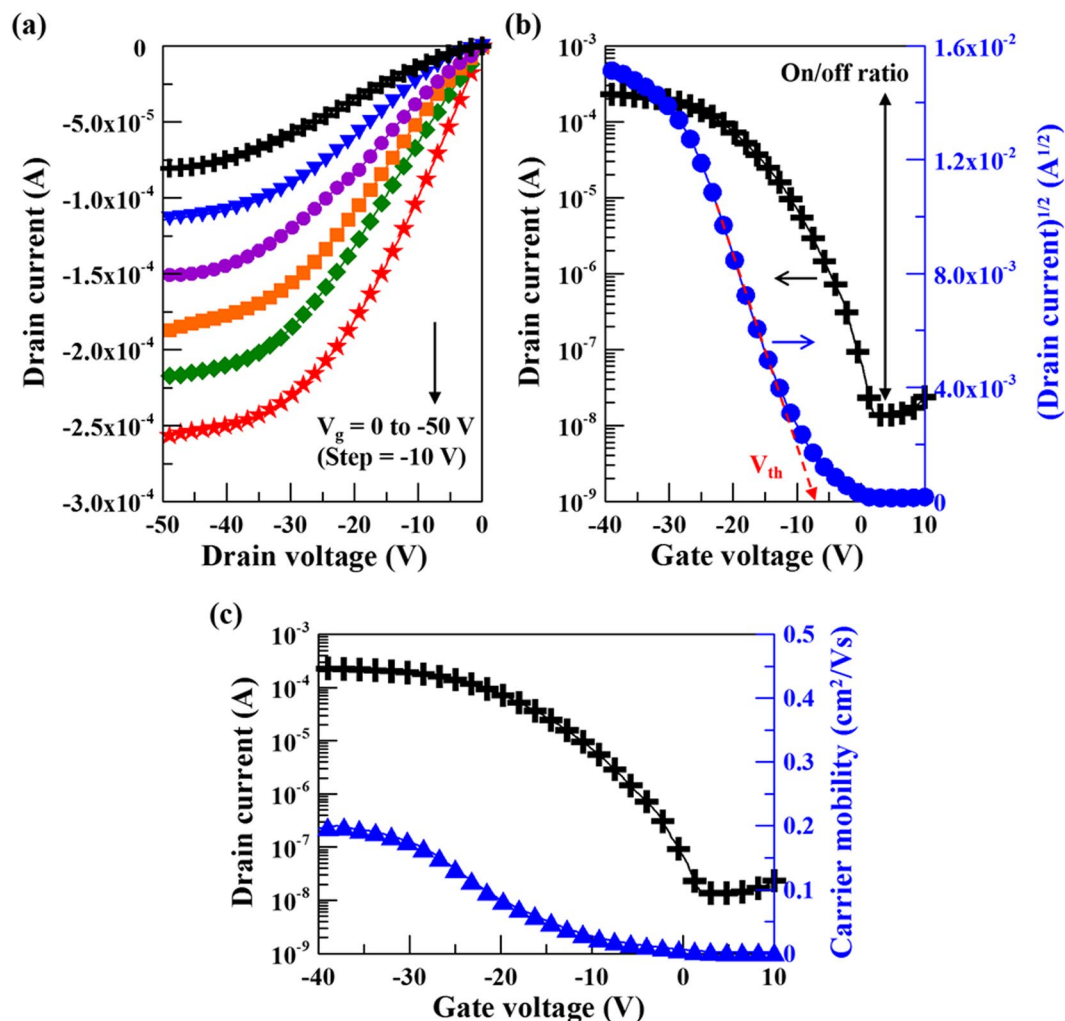 (a)
0
-5.0x10⁻⁵
-1.0x10⁻⁴
-1.5x10⁻⁴
-2.0x10⁻⁴
-2.5x10⁻⁴
-3.0x10⁻⁴
Drain current (A)
V_g = 0 to -50 V
(Step = -10 V)
-50 -40 -30 -20 -10 0
Drain voltage (V)
(b)
10⁻³
10⁻⁴
10⁻⁵
10⁻⁶
10⁻⁷
10⁻⁸
10⁻⁹
Drain current (A)
On/off ratio
V_th
1.6x10⁻²
1.2x10⁻²
8.0x10⁻³
4.0x10⁻³
0
(Drain current)¹/² (A¹/²)
-40 -30 -20 -10 0 10
Gate voltage (V)
(c)
10⁻³
10⁻⁴
10⁻⁵
10⁻⁶
10⁻⁷
10⁻⁸
10⁻⁹
Drain current (A)
0.5
0.4
0.3
0.2
0.1
0
Carrier mobility (cm²/Vs)
-40 -30 -20 -10 0 10
Gate voltage (V)